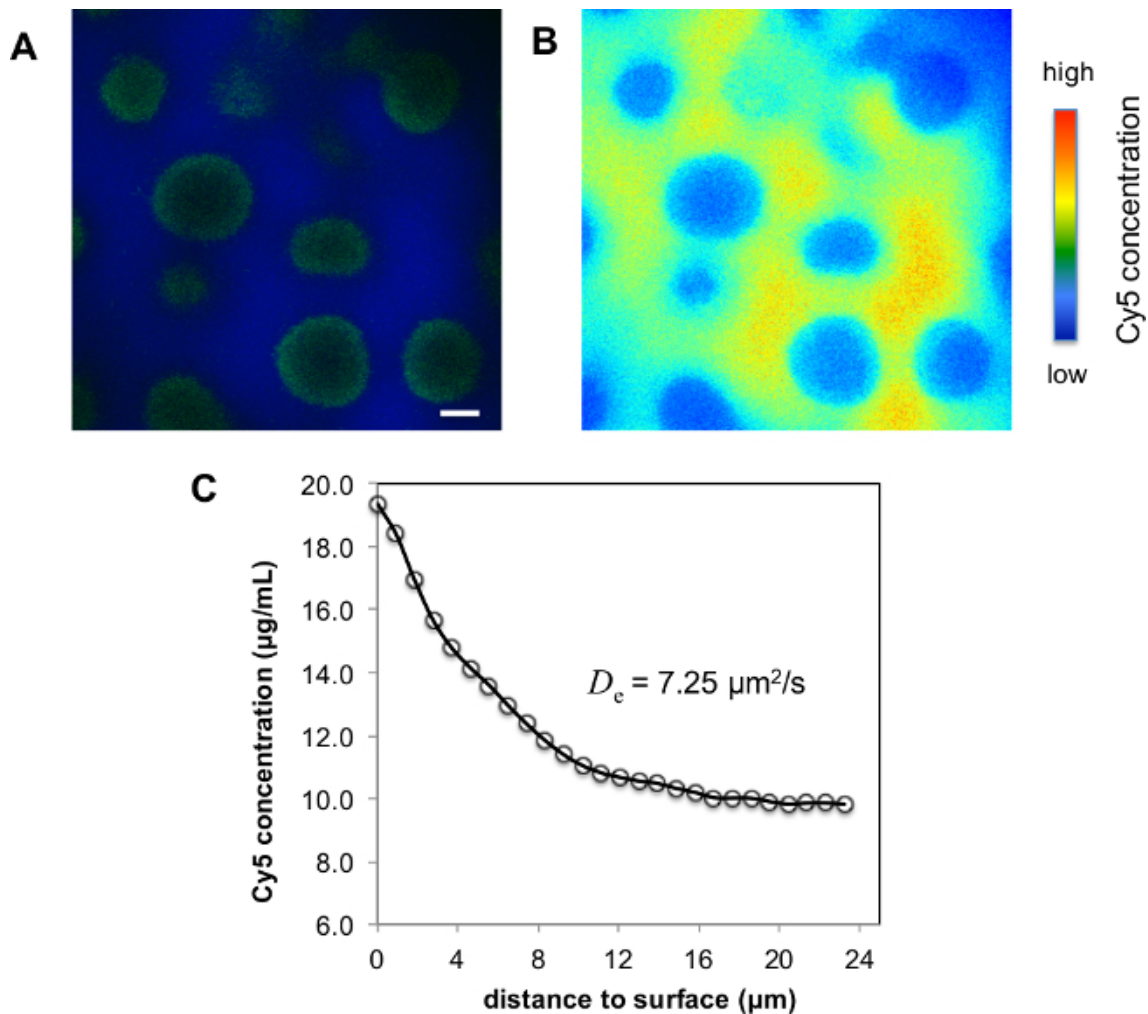 A
B
high
low
Cy5 concentration
C
20.0
18.0
16.0
14.0
12.0
10.0
8.0
6.0
Cy5 concentration (µg/mL)
Dₑ = 7.25 µm²/s
0 4 8 12 16 20 24
distance to surface (µm)